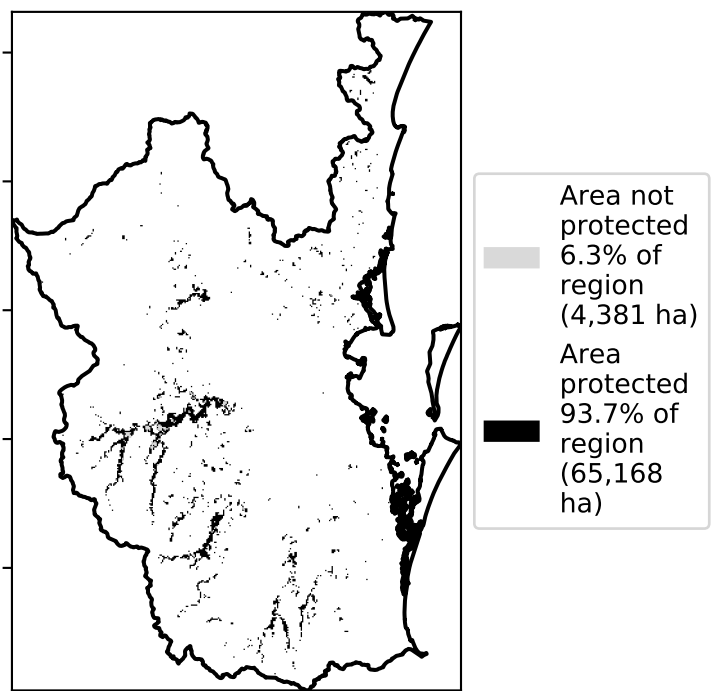 Area not
protected
6.3% of
region
(4,381 ha)
Area
protected
93.7% of
region
(65,168
ha)